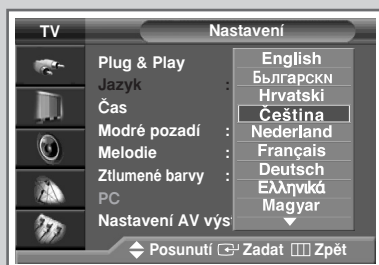 TV
Nastavení
Plug & Play
Jazyk :
Čas
Modré pozadí :
Melodie :
Ztlumené barvy :
PC
Nastavení AV výs
English
Български
Hrvatski
Čeština
Nederland
Français
Deutsch
Ελληνικά
Magyar
Posunutí Zadat Zpět